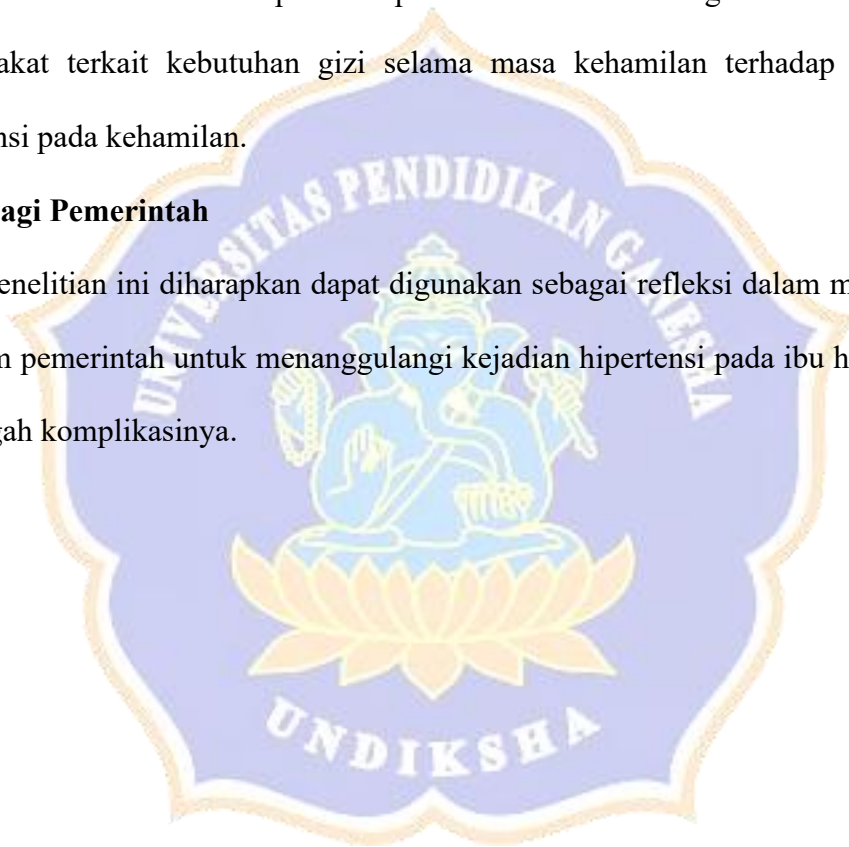 akat terkait kebutuhan gizi selama masa kehamilan terhadap
nsi pada kehamilan.
agi Pemerintah
enelitian ini diharapkan dapat digunakan sebagai refleksi dalam m
m pemerintah untuk menanggulangi kejadian hipertensi pada ibu h
gah komplikasinya.
UNIVERSITAS PENDIDIKAN GANESHA
UNDIKSHA